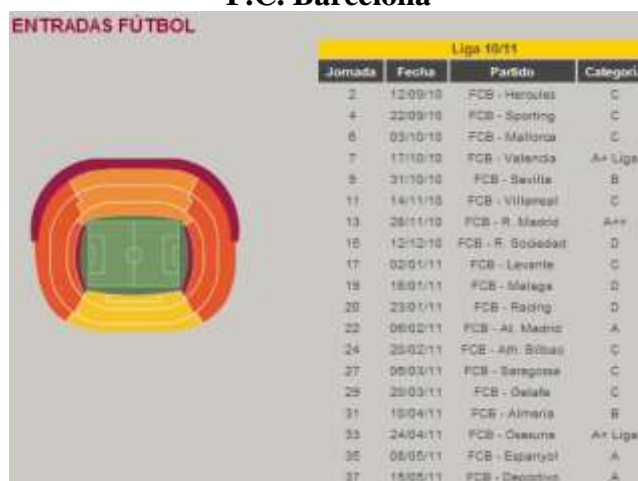 F.C. Barcelona
ENTRADAS FÚTBOL
Liga 10/11
Jornada Fecha Partido Categoría
2 12/09/10 FCB - Hercules C
4 22/09/10 FCB - Sporting C
6 03/10/10 FCB - Mallorca C
7 17/10/10 FCB - Valencia A+ Liga
9 31/10/10 FCB - Sevilla B
11 14/11/10 FCB - Villarreal C
13 28/11/10 FCB - R. Madrid A++
15 12/12/10 FCB - R. Sociedad D
17 02/01/11 FCB - Levante C
19 16/01/11 FCB - Malaga D
20 23/01/11 FCB - Racing D
22 06/02/11 FCB - At. Madrid A
24 20/02/11 FCB - Ath. Bilbao C
27 06/03/11 FCB - Saragossa C
29 20/03/11 FCB - Getafe C
31 10/04/11 FCB - Almeria B
33 24/04/11 FCB - Osasuna A+ Liga
35 08/05/11 FCB - Espanyol A
37 15/05/11 FCB - Deportivo A